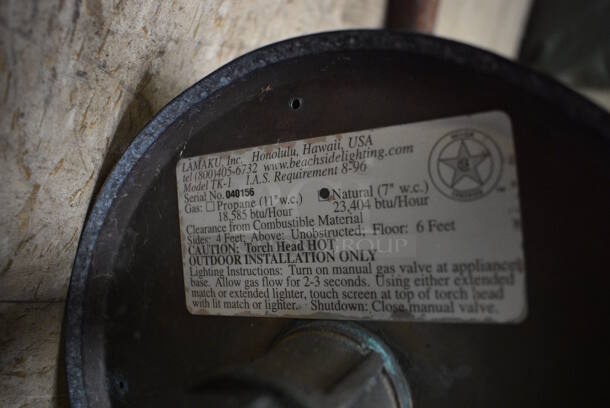 LAMAKU, Inc. Honolulu, Hawaii, USA
tel (800)405-6732 www.beachsidelighting.com
Model TK-1 I.A.S. Requirement 8-96
Serial No. 040156
Gas: Propane (11" w.c.) Natural (7" w.c.)
18,585 btu/Hour 23,404 btu/Hour
Clearance from Combustible Material
Sides: 4 Feet; Above: Unobstructed; Floor: 6 Feet
CAUTION: Torch Head HOT
OUTDOOR INSTALLATION ONLY
Lighting Instructions: Turn on manual gas valve at appliance
base. Allow gas flow for 2-3 seconds. Using either extended
match or extended lighter, touch screen at top of torch head
with lit match or lighter. Shutdown: Close manual valve.
GROUP